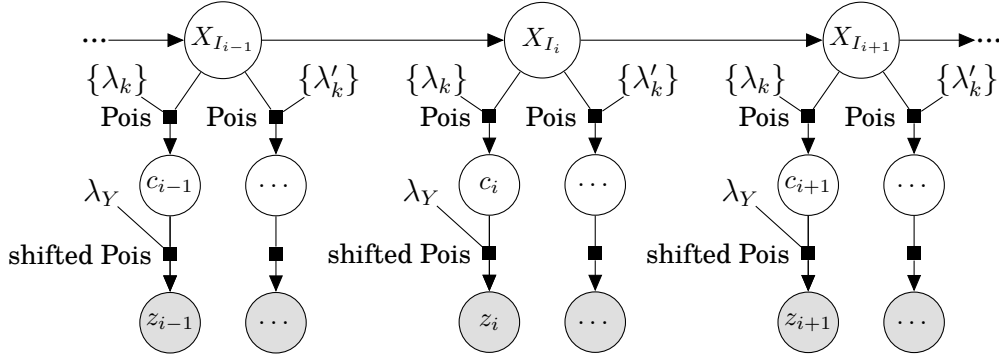 ... X_{I_{i-1}} X_{I_i} X_{I_{i+1}} ...
{λ_k} {λ'_k} {λ_k} {λ'_k} {λ_k} {λ'_k}
Pois Pois Pois Pois Pois Pois
c_{i-1} ... c_i ... c_{i+1} ...
λ_Y λ_Y λ_Y
shifted Pois shifted Pois shifted Pois
z_{i-1} ... z_i ... z_{i+1} ...